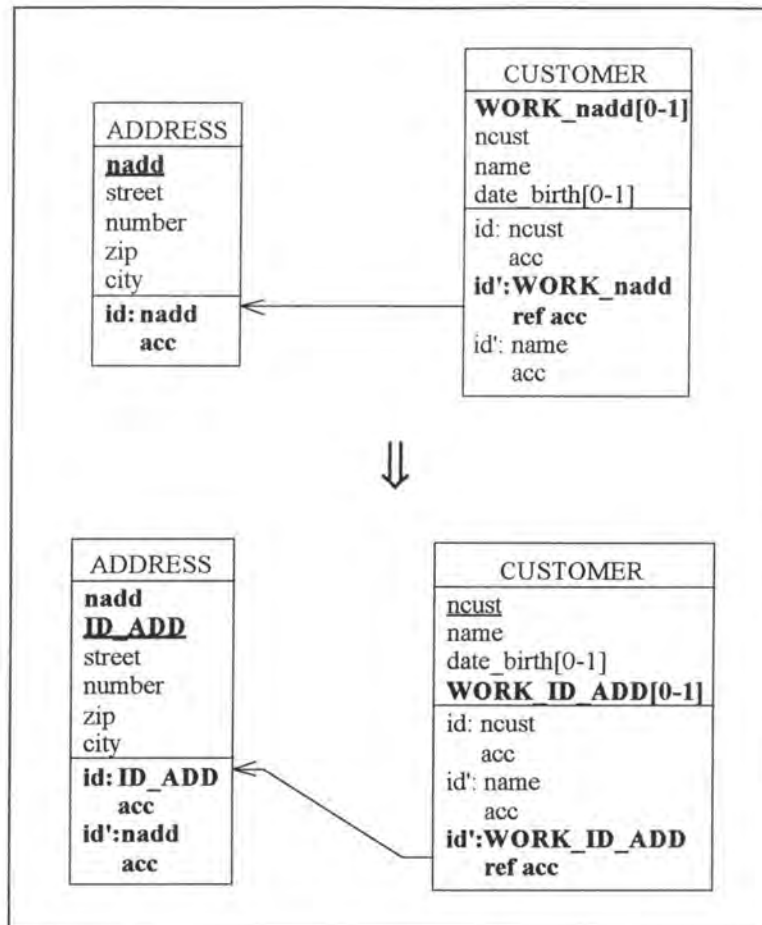 ADDRESS
nadd
street
number
zip
city
id: nadd
acc
CUSTOMER
WORK_nadd[0-1]
ncust
name
date_birth[0-1]
id: ncust
acc
id':WORK_nadd
ref acc
id': name
acc
ADDRESS
nadd
ID_ADD
street
number
zip
city
id: ID_ADD
acc
id':nadd
acc
CUSTOMER
ncust
name
date_birth[0-1]
WORK_ID_ADD[0-1]
id: ncust
acc
id': name
acc
id':WORK_ID_ADD
ref acc